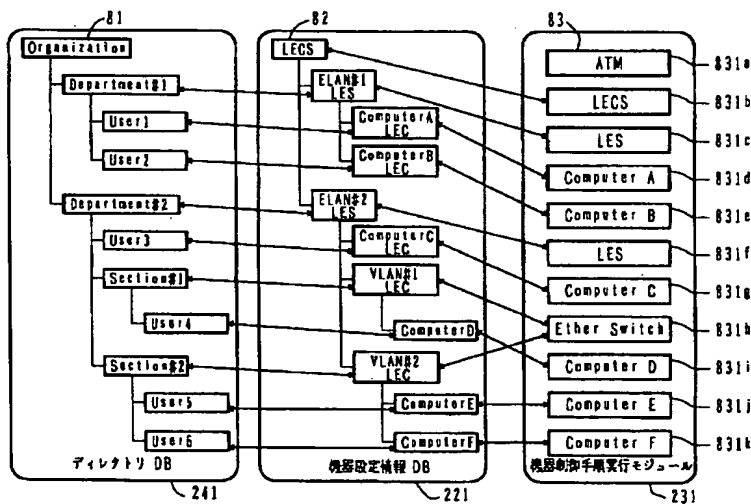 81
82
83
Organization
Department#1
User1
User2
Department#2
User3
Section#1
User4
Section#2
User5
User6
ディレクトリ DB
241
LECS
ELAN#1
LES
ComputerA
LEC
ComputerB
LEC
ELAN#2
LES
ComputerC
LEC
VLAN#1
LEC
ComputerD
VLAN#2
LEC
ComputerE
ComputerF
機器設定情報 DB
221
ATM
831a
LECS
831b
LES
831c
Computer A
831d
Computer B
831e
LES
831f
Computer C
831g
Ether Switch
831h
Computer D
831i
Computer E
831j
Computer F
831k
機器制御手順実行モジュール
231